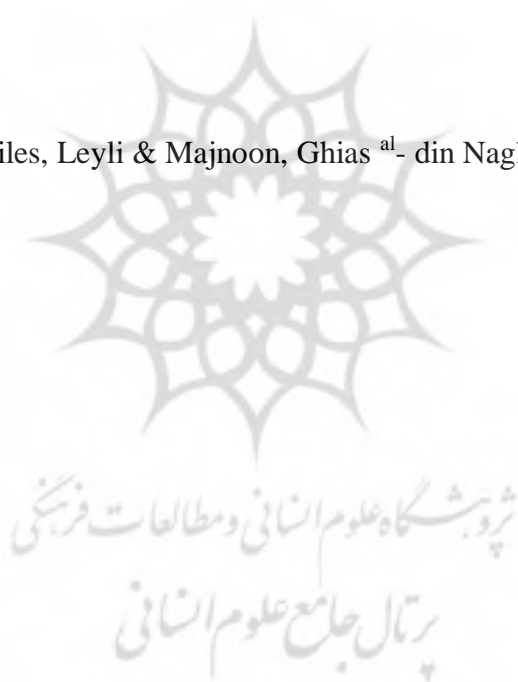 iles, Leyli & Majnoon, Ghias al- din Nag
پژوهشگاه علوم انسانی و مطالعات فرهنگی
پرتال جامع علوم انسانی